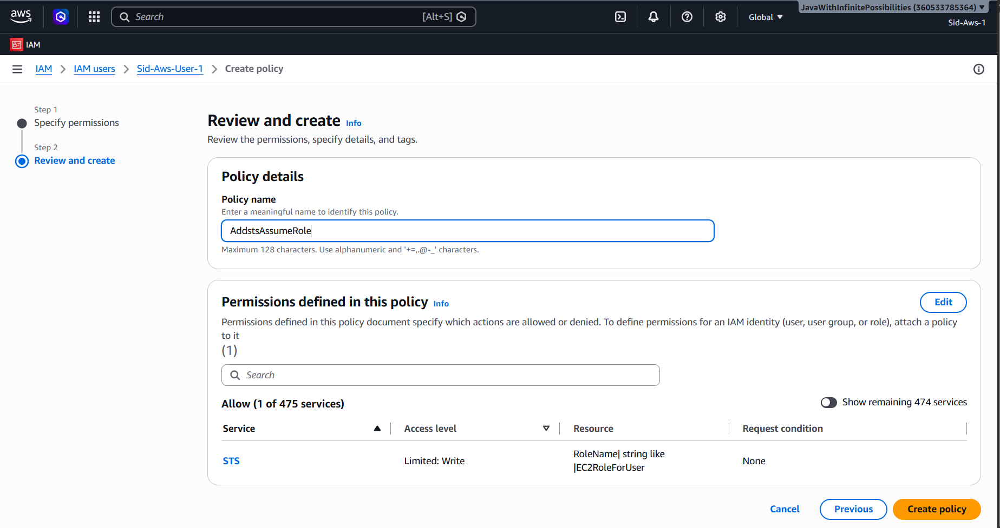 aws
Search
[Alt+S]
Global
JavaWithInfinitePossibilities (360533785364)
Sid-Aws-1
IAM
IAM
IAM users
Sid-Aws-User-1
Create policy
Step 1
Specify permissions
Step 2
Review and create
Review and create Info
Review the permissions, specify details, and tags.
Policy details
Policy name
Enter a meaningful name to identify this policy.
AddstsAssumeRole
Maximum 128 characters. Use alphanumeric and '+=,.@-_' characters.
Permissions defined in this policy Info
Edit
Permissions defined in this policy document specify which actions are allowed or denied. To define permissions for an IAM identity (user, user group, or role), attach a policy
to it
(1)
Search
Allow (1 of 475 services)
Show remaining 474 services
Service
Access level
Resource
Request condition
STS
Limited: Write
RoleName| string like
|EC2RoleForUser
None
Cancel
Previous
Create policy